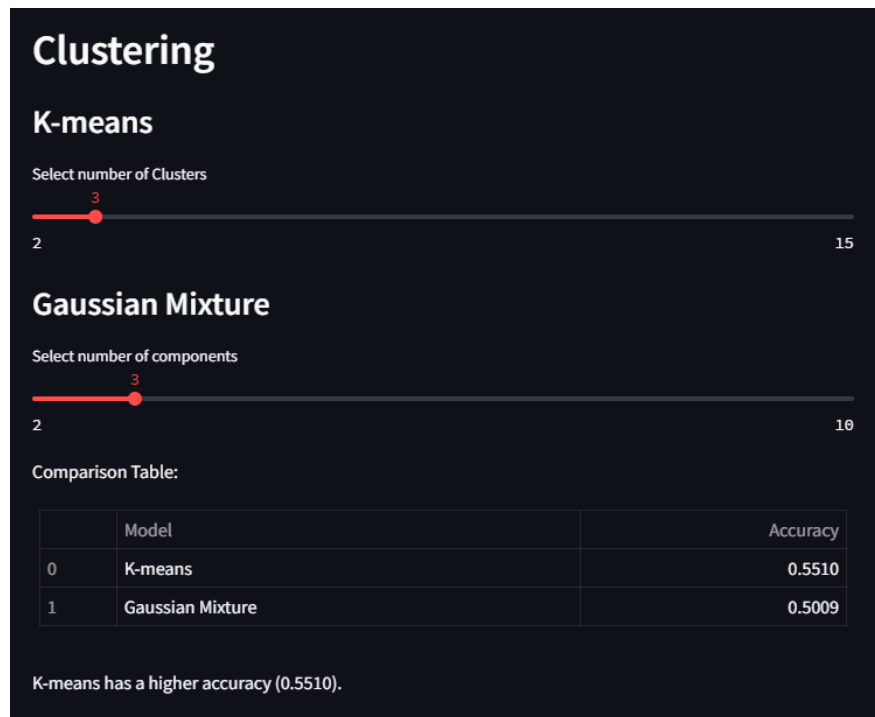 Clustering
K-means
Select number of Clusters
3
2 15
Gaussian Mixture
Select number of components
3
2 10
Comparison Table:
Model Accuracy
0 K-means 0.5510
1 Gaussian Mixture 0.5009
K-means has a higher accuracy (0.5510).